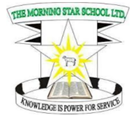 THE MORNING STAR SCHOOL LTD.
KNOWLEDGE IS POWER FOR SERVICE